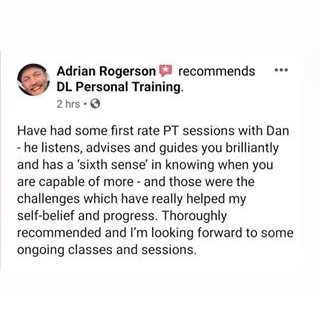 Adrian Rogerson recommends
DL Personal Training.
2 hrs ·
Have had some first rate PT sessions with Dan
- he listens, advises and guides you brilliantly
and has a ‘sixth sense’ in knowing when you
are capable of more - and those were the
challenges which have really helped my
self-belief and progress. Thoroughly
recommended and I’m looking forward to some
ongoing classes and sessions.